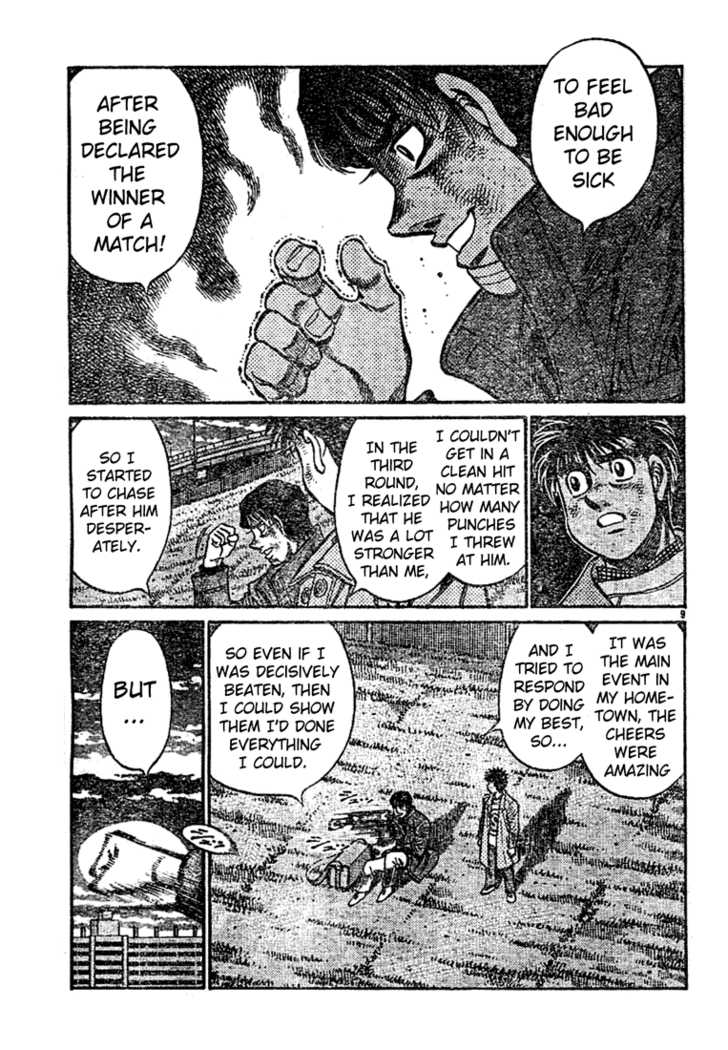 TO FEEL
BAD
ENOUGH
TO BE
SICK
AFTER
BEING
DECLARED
THE
WINNER
OF A
MATCH!
I COULDN'T
GET IN A
CLEAN HIT
NO MATTER
HOW MANY
PUNCHES
I THREW
AT HIM.
IN THE
THIRD
ROUND,
I REALIZED
THAT HE
WAS A LOT
STRONGER
THAN ME,
SO I
STARTED
TO CHASE
AFTER HIM
DESPER-
ATELY.
9
IT WAS
THE MAIN
EVENT IN
MY HOME-
TOWN, THE
CHEERS
WERE
AMAZING
AND I
TRIED TO
RESPOND
BY DOING
MY BEST,
SO...
SO EVEN IF I
WAS DECISIVELY
BEATEN, THEN
I COULD SHOW
THEM I'D DONE
EVERYTHING
I COULD.
BUT
...